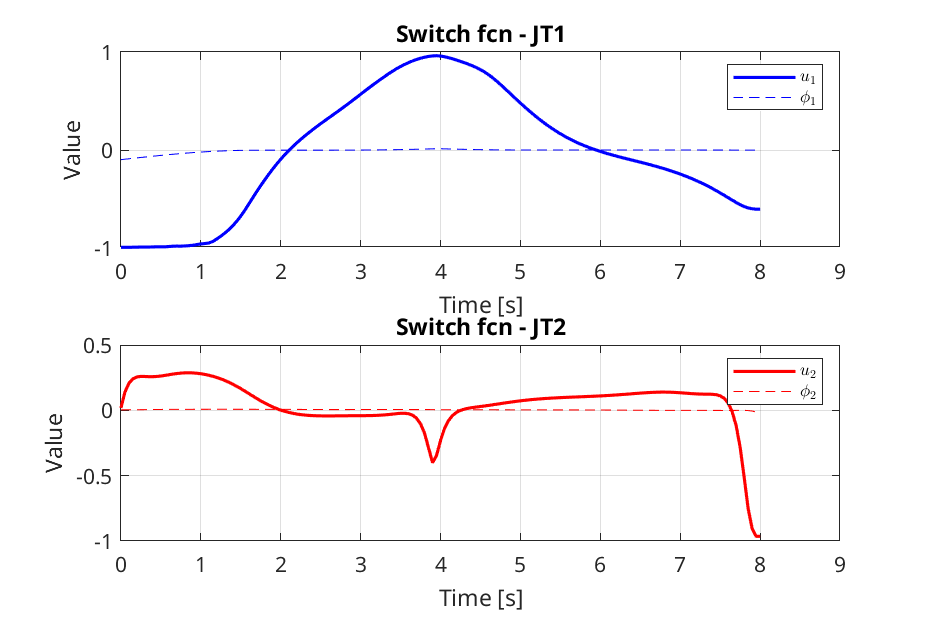 Switch fcn - JT1
1
0
-1
Value
u₁
ϕ₁
0 1 2 3 4 5 6 7 8 9
Time [s]
Switch fcn - JT2
0.5
0
-0.5
-1
Value
u₂
ϕ₂
0 1 2 3 4 5 6 7 8 9
Time [s]